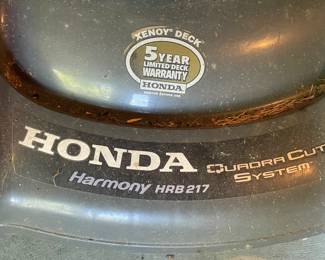 XENOY® DECK
5 YEAR
LIMITED DECK
WARRANTY
HONDA
HONDA
Harmony HRB 217
QUADRA CUT
SYSTEM